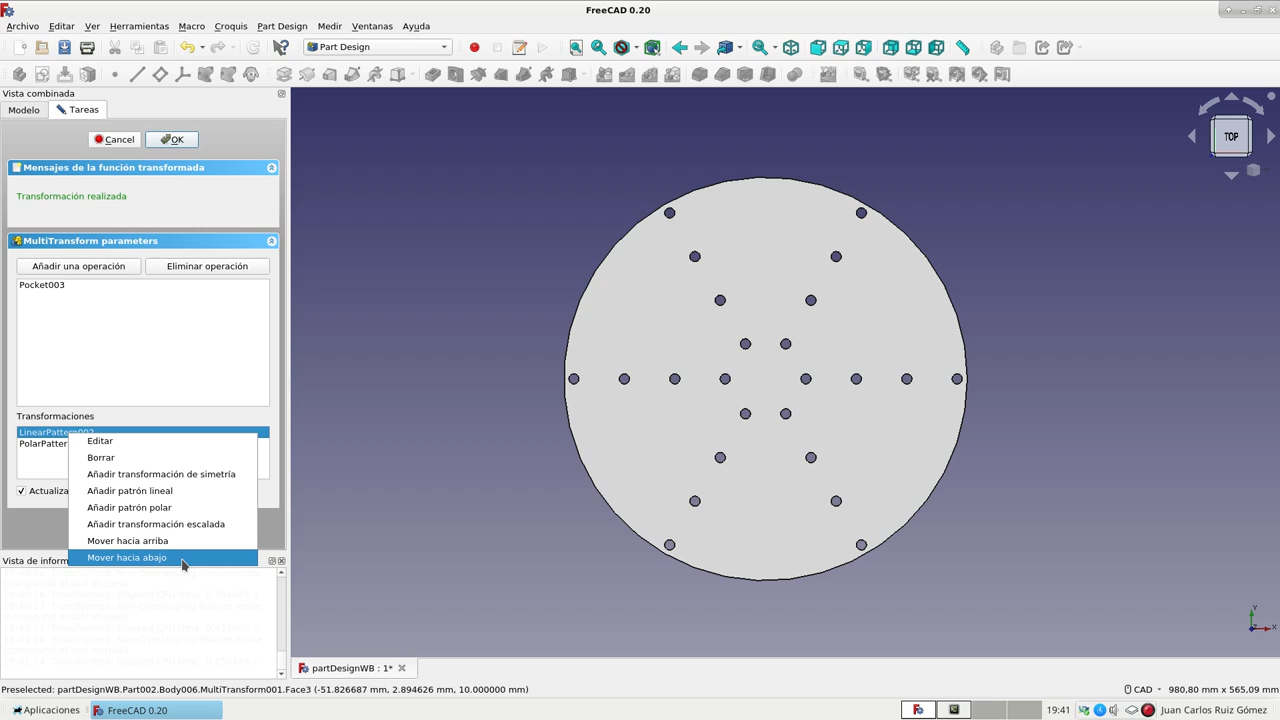 FreeCAD 0.20
Archivo Editar Ver Herramientas Macro Croquis Part Design Medir Ventanas Ayuda
Part Design
Vista combinada
Modelo Tareas
Cancel OK
Mensajes de la función transformada
Transformación realizada
MultiTransform parameters
Añadir una operación Eliminar operación
Pocket003
Transformaciones
LinearPattern002
PolarPatter
Actualiza
Editar
Borrar
Añadir transformación de simetría
Añadir patrón lineal
Añadir patrón polar
Añadir transformación escalada
Mover hacia arriba
Mover hacia abajo
Vista de inform
TOP
Y
X
partDesignWB : 1*
Preselected: partDesignWB.Part002.Body006.MultiTransform001.Face3 (-51.826687 mm, 2.894626 mm, 10.000000 mm)
CAD 980,80 mm x 565,09 mm
Aplicaciones FreeCAD 0.20 19:41 Juan Carlos Ruiz Gómez